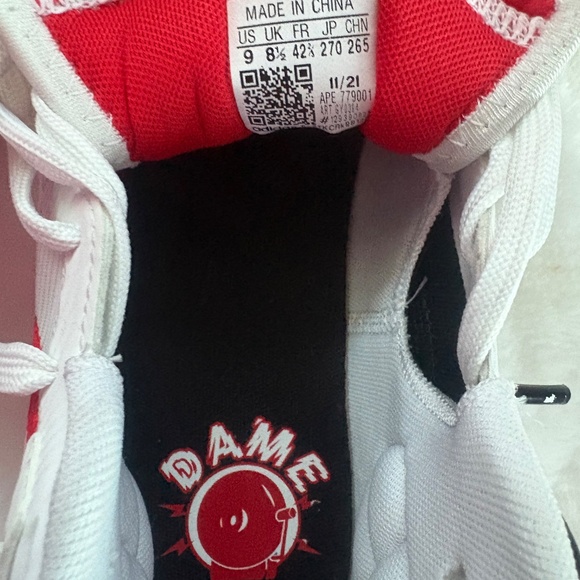 MADE IN CHINA
US UK FR JP CHN
9 8½ 42⅔ 270 265
11/21
APE 779001
DAME